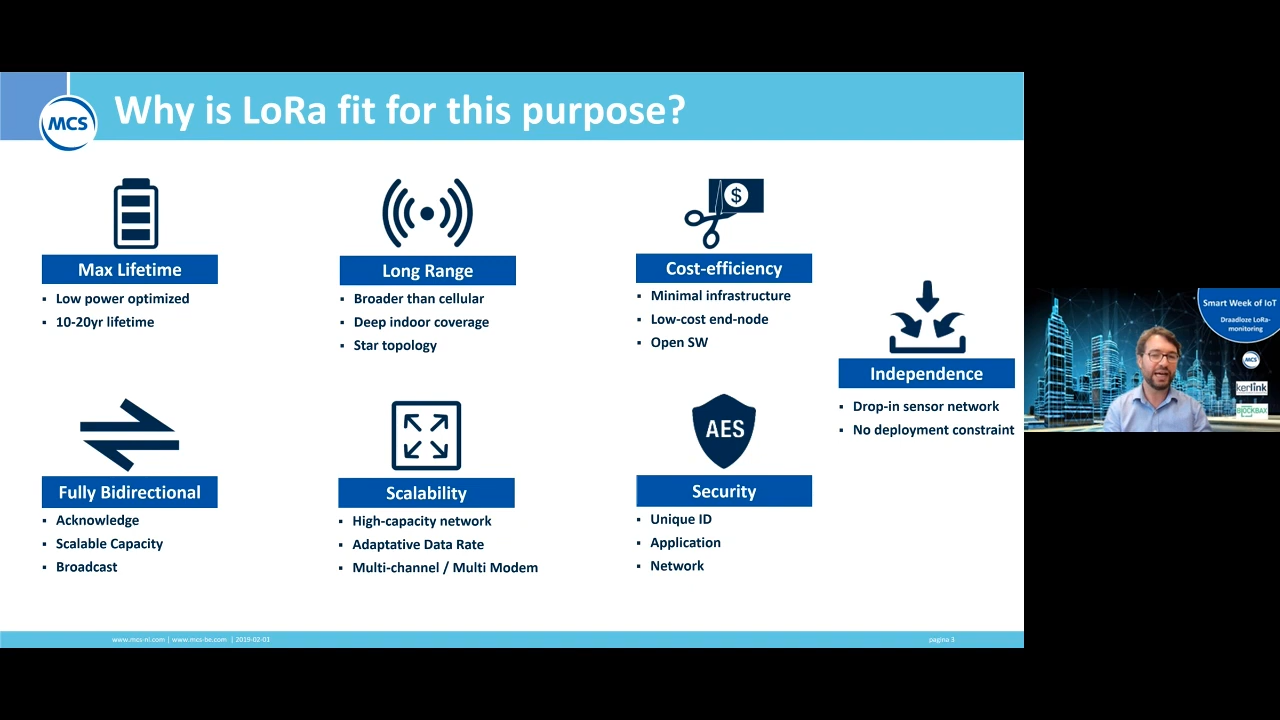 MCS
Why is LoRa fit for this purpose?
Max Lifetime
▪ Low power optimized
▪ 10-20yr lifetime
Long Range
▪ Broader than cellular
▪ Deep indoor coverage
▪ Star topology
$
Cost-efficiency
▪ Minimal infrastructure
▪ Low-cost end-node
▪ Open SW
Independence
▪ Drop-in sensor network
▪ No deployment constraint
Fully Bidirectional
▪ Acknowledge
▪ Scalable Capacity
▪ Broadcast
Scalability
▪ High-capacity network
▪ Adaptative Data Rate
▪ Multi-channel / Multi Modem
AES
Security
▪ Unique ID
▪ Application
▪ Network
www.mcs-nl.com | www.mcs-be.com | 2019-02-03
pagina 3
Smart Week of IoT
Draadloze LoRa-
monitoring
MCS
kerlink
BLOCKBAX